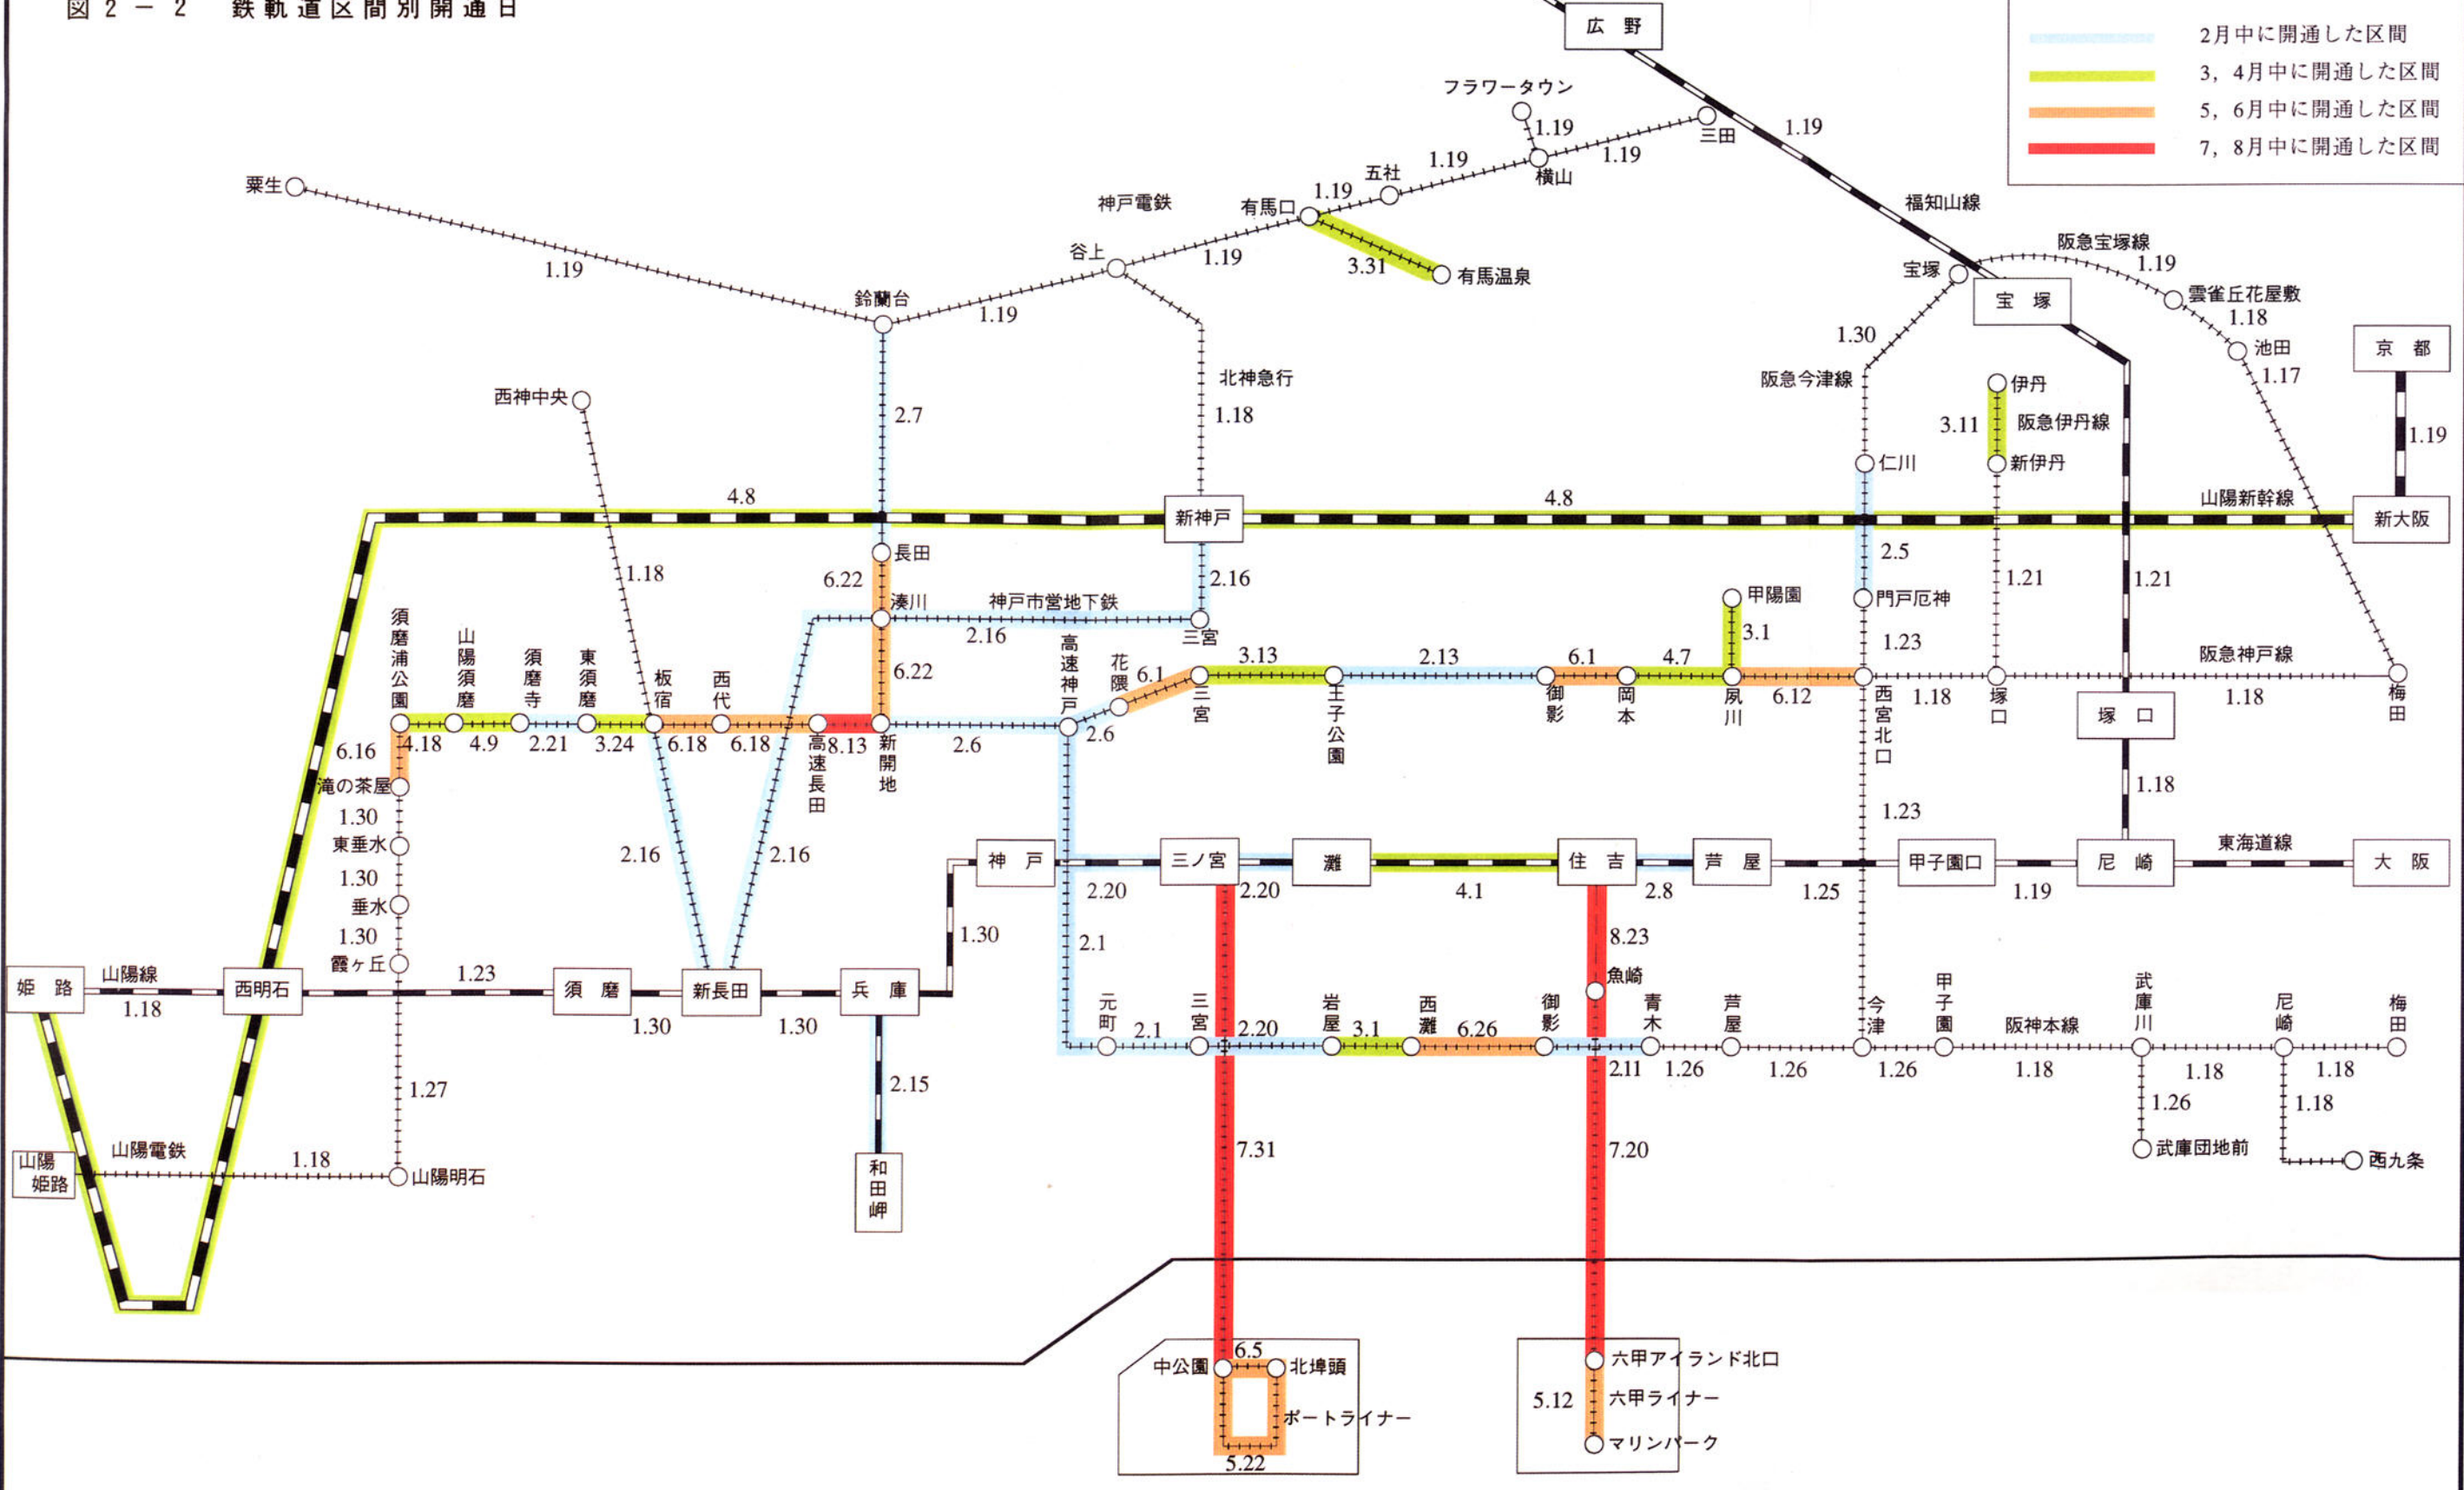 図2-2 鉄軌道区間別開通日
2月中に開通した区間
3，4月中に開通した区間
5，6月中に開通した区間
7，8月中に開通した区間
広野
フラワータウン
1.19
三田
1.19
1.19
1.19
横山
五社
1.19
有馬口
神戸電鉄
粟生
1.19
谷上
1.19
3.31
有馬温泉
福知山線
阪急宝塚線
1.19
宝塚
宝塚
雲雀丘花屋敷
1.18
池田
1.17
京都
1.19
鈴蘭台
1.19
1.30
西神中央
2.7
北神急行
1.18
阪急今津線
伊丹
3.11
阪急伊丹線
仁川
新伊丹
4.8
新神戸
4.8
山陽新幹線
新大阪
長田
2.5
6.22
1.18
2.16
1.21
1.21
湊川
神戸市営地下鉄
2.16
三宮
甲陽園
3.1
門戸厄神
1.23
須磨浦公園
山陽須磨
須磨寺
東須磨
板宿
西代
6.22
高速神戸
花隈
6.1
三宮
3.13
王子公園
2.13
御影
6.1
岡本
4.7
夙川
6.12
西宮北口
1.18
塚口
阪急神戸線
1.18
梅田
塚口
6.16
4.18
4.9
2.21
3.24
6.18
6.18
高速長田
8.13
新開地
2.6
2.6
滝の茶屋
1.30
東垂水
1.30
垂水
1.30
霞ヶ丘
2.16
2.16
1.18
1.23
神戸
2.20
三ノ宮
2.20
灘
4.1
住吉
2.8
芦屋
1.25
甲子園口
1.19
尼崎
東海道線
大阪
1.30
2.1
8.23
魚崎
姫路
山陽線
1.18
西明石
1.23
須磨
1.30
新長田
1.30
兵庫
元町
2.1
三宮
2.20
岩屋
3.1
西灘
6.26
御影
2.11
青木
1.26
芦屋
1.26
今津
1.26
甲子園
阪神本線
1.18
武庫川
1.18
尼崎
1.18
梅田
1.27
2.15
和田岬
1.26
武庫団地前
1.18
西九条
山陽姫路
山陽電鉄
1.18
山陽明石
7.31
7.20
中公園
6.5
北埠頭
ポートライナー
5.22
六甲アイランド北口
5.12
六甲ライナー
マリンパーク